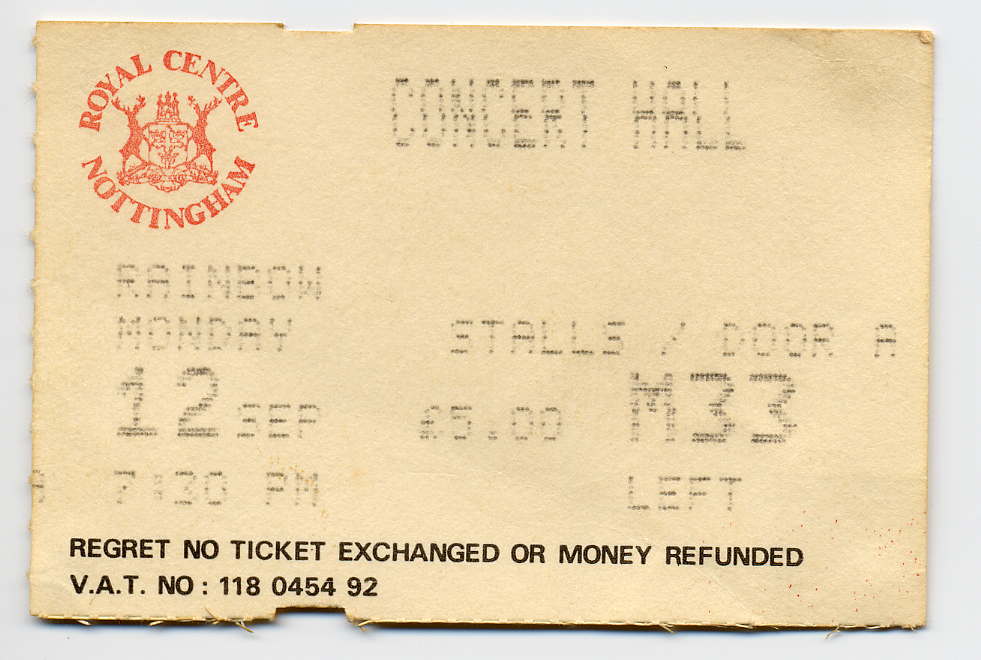 ROYAL CENTRE
NOTTINGHAM
CONCERT HALL
RAINBOW
MONDAY STALLS / DOOR A
12 SEP £5.00 M33
7:30 PM LEFT
REGRET NO TICKET EXCHANGED OR MONEY REFUNDED
V.A.T. NO : 118 0454 92